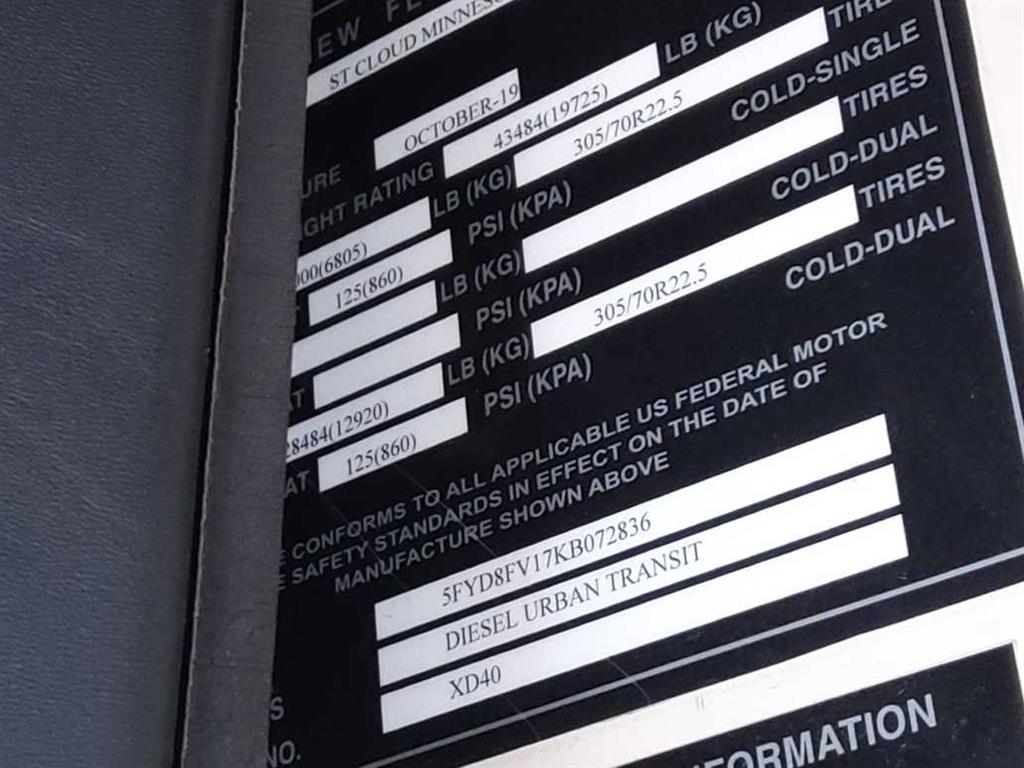 EW FL
ST CLOUD MINNES
URE OCTOBER-19
GHT RATING 43484(19725) LB (KG) TIRE
00(6805) LB (KG) 305/70R22.5 COLD-SINGLE
125(860) PSI (KPA) TIRES
LB (KG) COLD-DUAL
AT PSI (KPA) TIRES
28484(12920) LB (KG) 305/70R22.5 COLD-DUAL
AT 125(860) PSI (KPA)
E CONFORMS TO ALL APPLICABLE US FEDERAL MOTOR
E SAFETY STANDARDS IN EFFECT ON THE DATE OF
MANUFACTURE SHOWN ABOVE
5FYD8FV17KB072836
DIESEL URBAN TRANSIT
S XD40
NO.
FORMATION